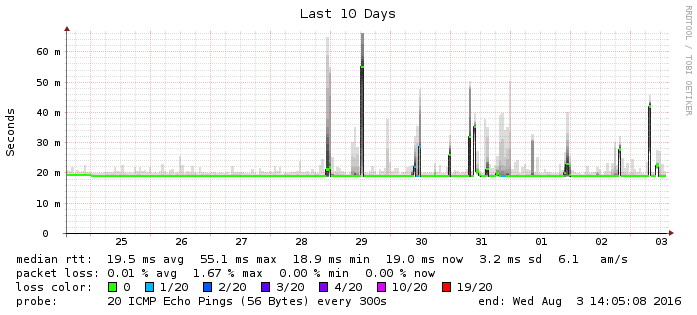 Last 10 Days
RRDTOOL / TOBI OETIKER
Seconds
60 m
50 m
40 m
30 m
20 m
10 m
0
25 26 27 28 29 30 31 01 02 03
median rtt: 19.5 ms avg 55.1 ms max 18.9 ms min 19.0 ms now 3.2 ms sd 6.1 am/s
packet loss: 0.01 % avg 1.67 % max 0.00 % min 0.00 % now
loss color: 0 1/20 2/20 3/20 4/20 10/20 19/20
probe: 20 ICMP Echo Pings (56 Bytes) every 300s end: Wed Aug 3 14:05:08 2016